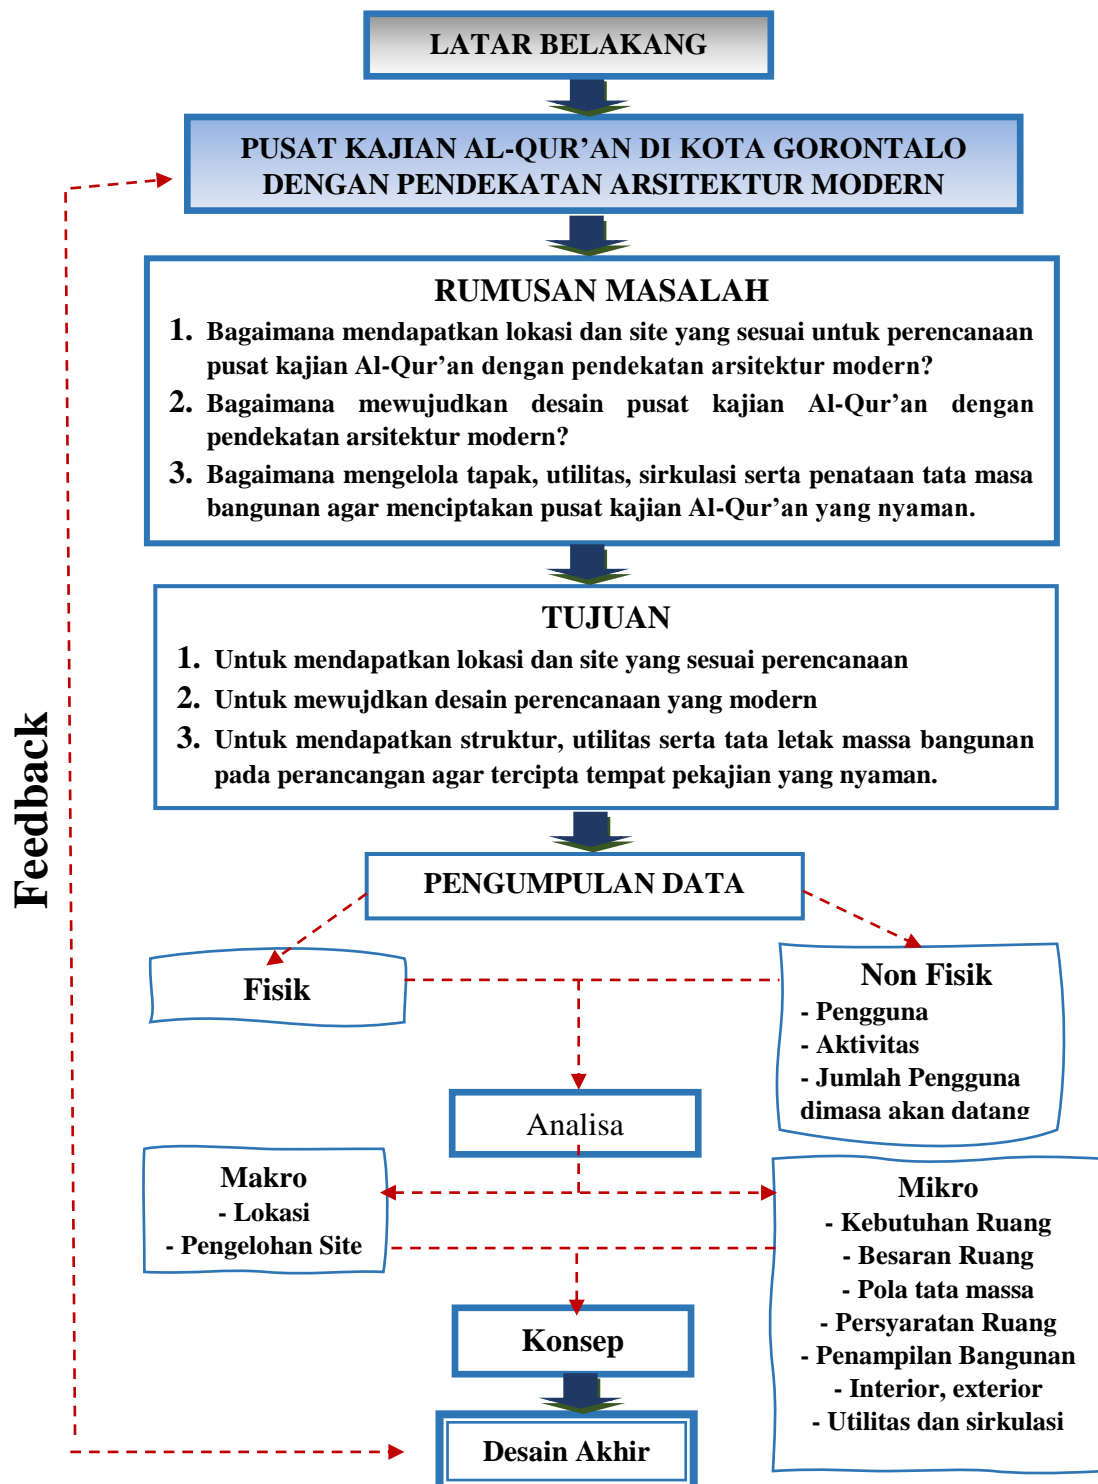 LATAR BELAKANG
PUSAT KAJIAN AL-QUR’AN DI KOTA GORONTALO
DENGAN PENDEKATAN ARSITEKTUR MODERN
RUMUSAN MASALAH
1. Bagaimana mendapatkan lokasi dan site yang sesuai untuk perencanaan
pusat kajian Al-Qur’an dengan pendekatan arsitektur modern?
2. Bagaimana mewujudkan desain pusat kajian Al-Qur’an dengan
pendekatan arsitektur modern?
3. Bagaimana mengelola tapak, utilitas, sirkulasi serta penataan tata masa
bangunan agar menciptakan pusat kajian Al-Qur’an yang nyaman.
TUJUAN
1. Untuk mendapatkan lokasi dan site yang sesuai perencanaan
2. Untuk mewujdkan desain perencanaan yang modern
3. Untuk mendapatkan struktur, utilitas serta tata letak massa bangunan
pada perancangan agar tercipta tempat pekajian yang nyaman.
Feedback
PENGUMPULAN DATA
Fisik
Non Fisik
- Pengguna
- Aktivitas
- Jumlah Pengguna
dimasa akan datang
Analisa
Makro
- Lokasi
- Pengelohan Site
Mikro
- Kebutuhan Ruang
- Besaran Ruang
- Pola tata massa
- Persyaratan Ruang
- Penampilan Bangunan
- Interior, exterior
- Utilitas dan sirkulasi
Konsep
Desain Akhir